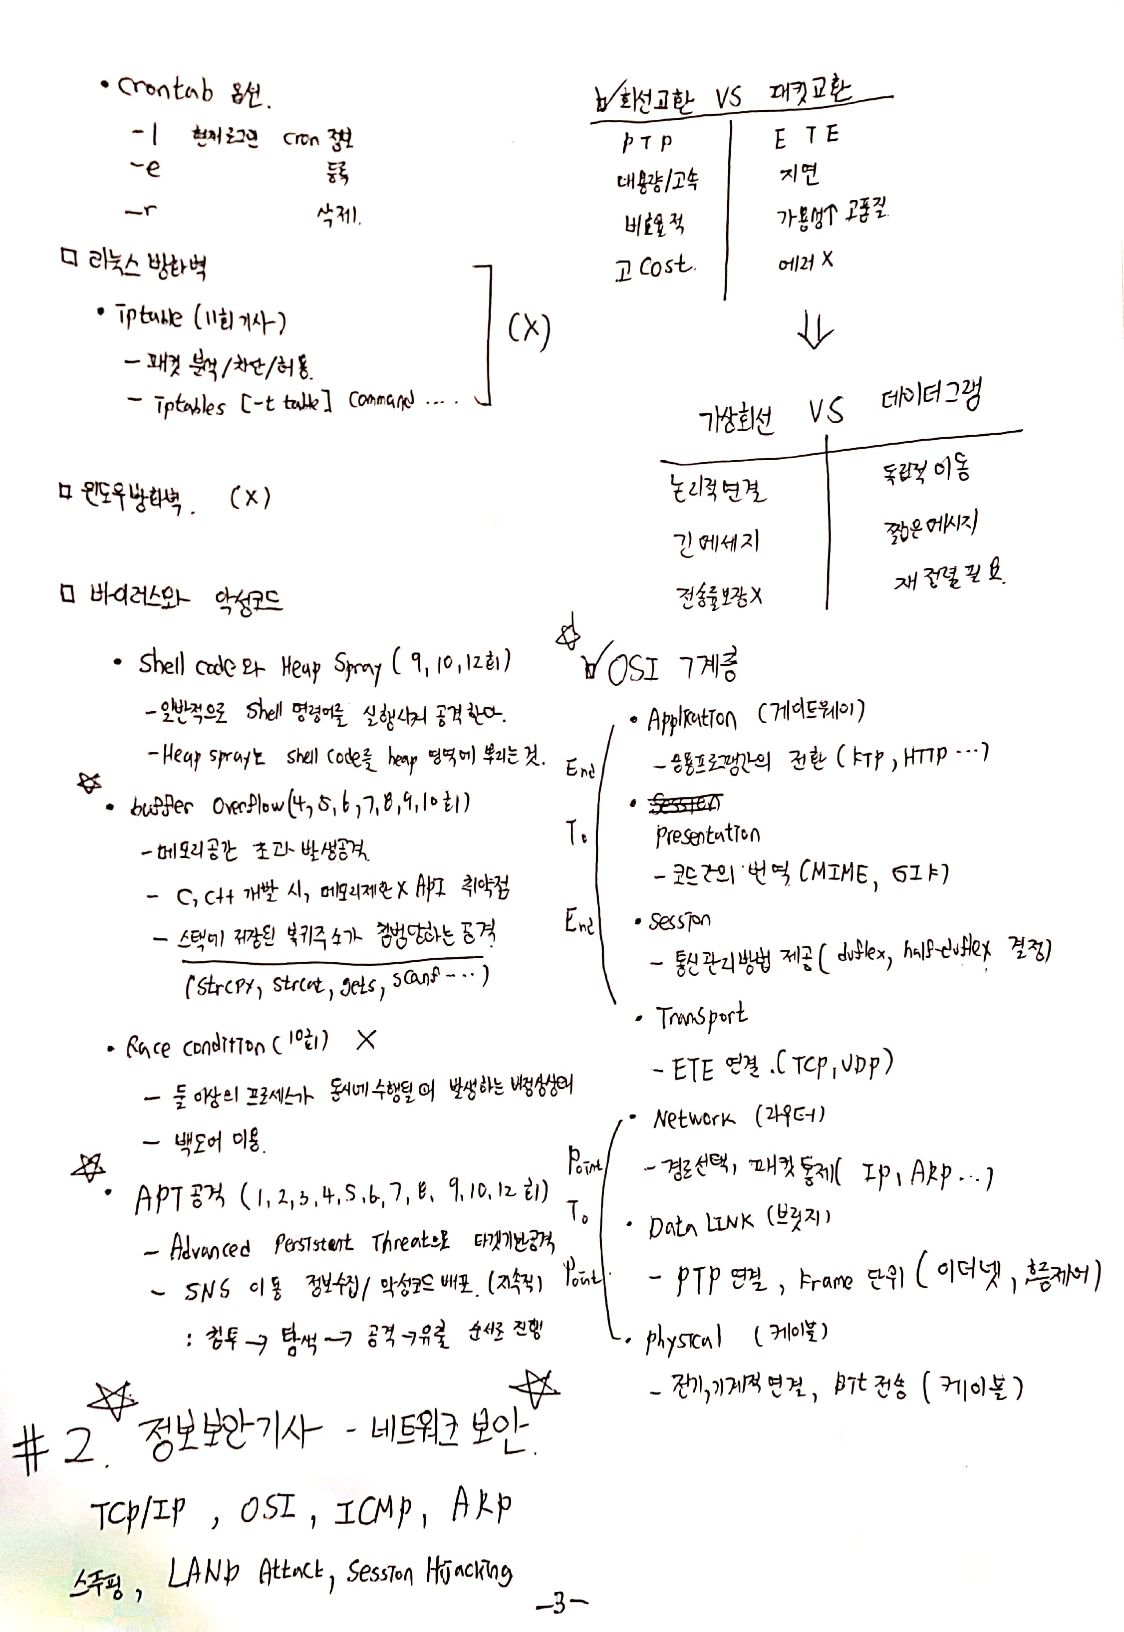 • Crontab 옵션.
-l 현재로그인 cron 정보
-e 등록
-r 삭제.
□ 리눅스 방화벽
• iptable (11회기사)
- 패킷 분석/차단/허용.
- iptables [-t table] Command ....
(X)
□ 윈도우방화벽. (X)
□ 바이러스와 악성코드
• Shell code와 Heap Spray (9, 10, 12회)
- 일반적으로 Shell 명령어를 실행시켜 공격한다.
- Heap spray는 shell code를 heap 영역에 뿌리는 것.
☆
• buffer overflow (4, 5, 6, 7, 8, 9, 10회)
- 메모리공간 초과 발생공격.
- C, C++ 개발 시, 메모리제한 X API 취약점
- 스택에 저장된 복귀주소가 침범당하는 공격
(Strcpy, Strcat, gets, scanf ...)
• Race condition (10회) X
- 둘 이상의 프로세스가 동시에 수행될 때 발생하는 비정상상태
- 백도어 이용.
☆
• APT 공격 (1, 2, 3, 4, 5, 6, 7, 8, 9, 10, 12회)
- Advanced Persistent Threat으로 타겟기반공격
- SNS 이용 정보수집/ 악성코드 배포. (지속적)
: 침투 → 탐색 → 공격 → 유출 순서로 진행
☆ ☆
#2. 정보보안기사 - 네트워크 보안.
TCP/IP, OSI, ICMP, ARP
스푸핑, LAND Attack, Session Hijacking
회선교환 VS 패킷교환
PTP ETE
대용량/고속 지연
비효율적 가용성↑ 고품질
고 Cost. 에러 X
⇓
가상회선 VS 데이터그램
논리적연결 독립적 이동
긴 메세지 짧은메시지
전송률보장 X 재정렬 필요.
☆
OSI 7계층
End To End
• Application (게이트웨이)
- 응용프로그램간의 전환 (FTP, HTTP ...)
• Session
Presentation
- 코드간의 번역 (MIME, GIF)
• Session
- 통신관리방법 제공 (duflex, half-duflex 결정)
• Transport
- ETE 연결. (TCP, UDP)
Point To Point
• Network (라우터)
- 경로선택, 패킷 통제( IP, ARP ...)
• Data LINK (브릿지)
- PTP 연결, Frame 단위 (이더넷, 흐름제어)
• physical (케이블)
- 전기,기계적 연결, bit 전송 (케이블)
-3-